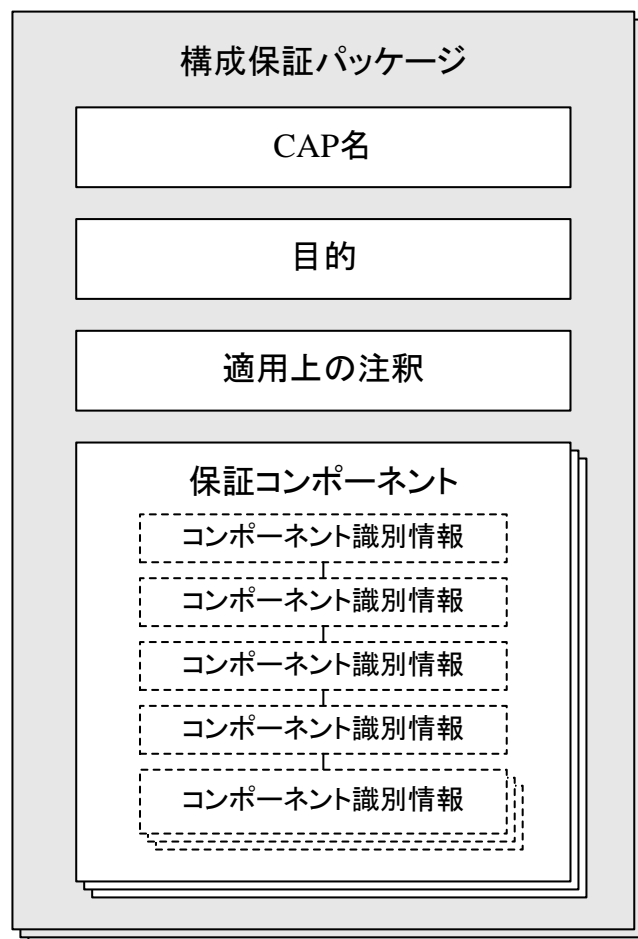 構成保証パッケージ
CAP名
目的
適用上の注釈
保証コンポーネント
コンポーネント識別情報
コンポーネント識別情報
コンポーネント識別情報
コンポーネント識別情報
コンポーネント識別情報